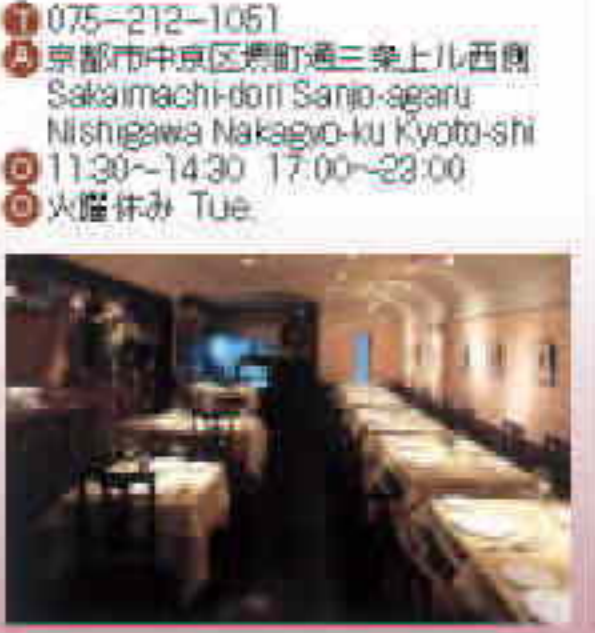 T 075-212-1051
A 京都市中京区堺町通三条上ル西側
Sakaimachi-dori Sanjo-agaru
Nishigawa Nakagyo-ku Kyoto-shi
O 11:30~14:30 17:00~23:00
火曜休み Tue.